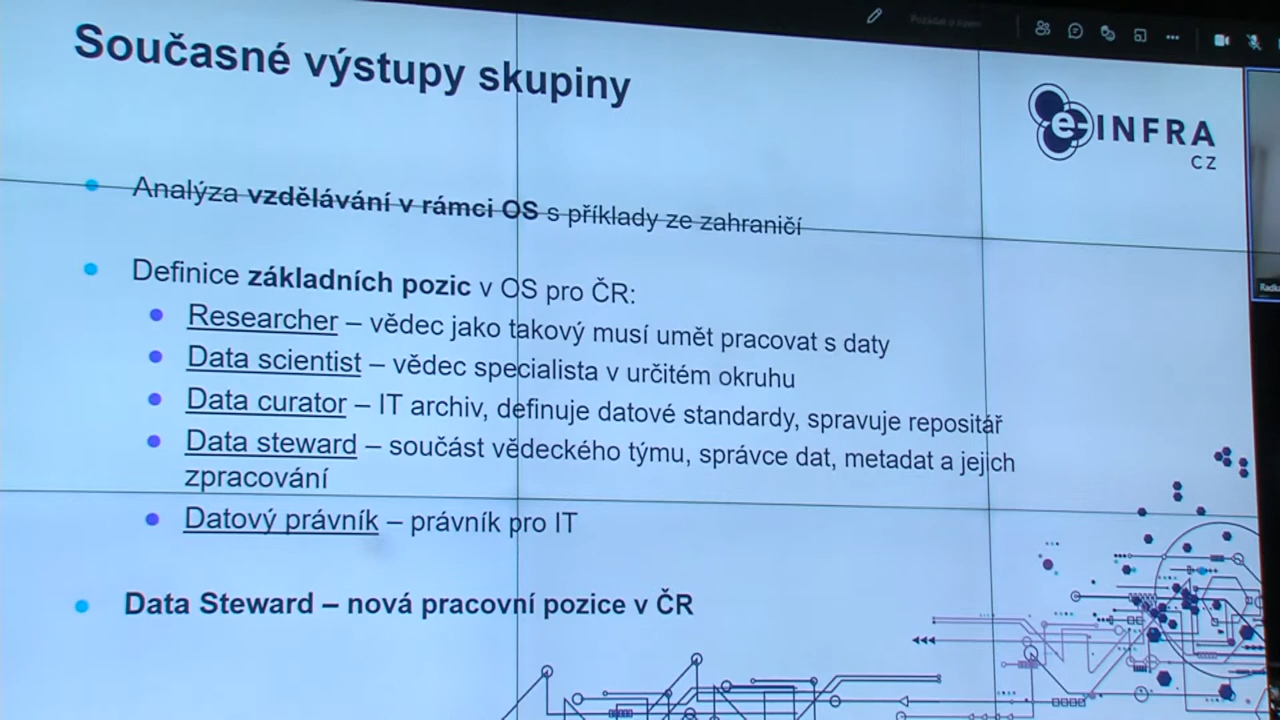 Současné výstupy skupiny
e-INFRA
CZ
Analýza vzdělávání v rámci OS s příklady ze zahraničí
Definice základních pozic v OS pro ČR:
Researcher – vědec jako takový musí umět pracovat s daty
Data scientist – vědec specialista v určitém okruhu
Data curator – IT archiv, definuje datové standardy, spravuje repositář
Data steward – součást vědeckého týmu, správce dat, metadat a jejich
zpracování
Datový právník – právník pro IT
Data Steward – nová pracovní pozice v ČR